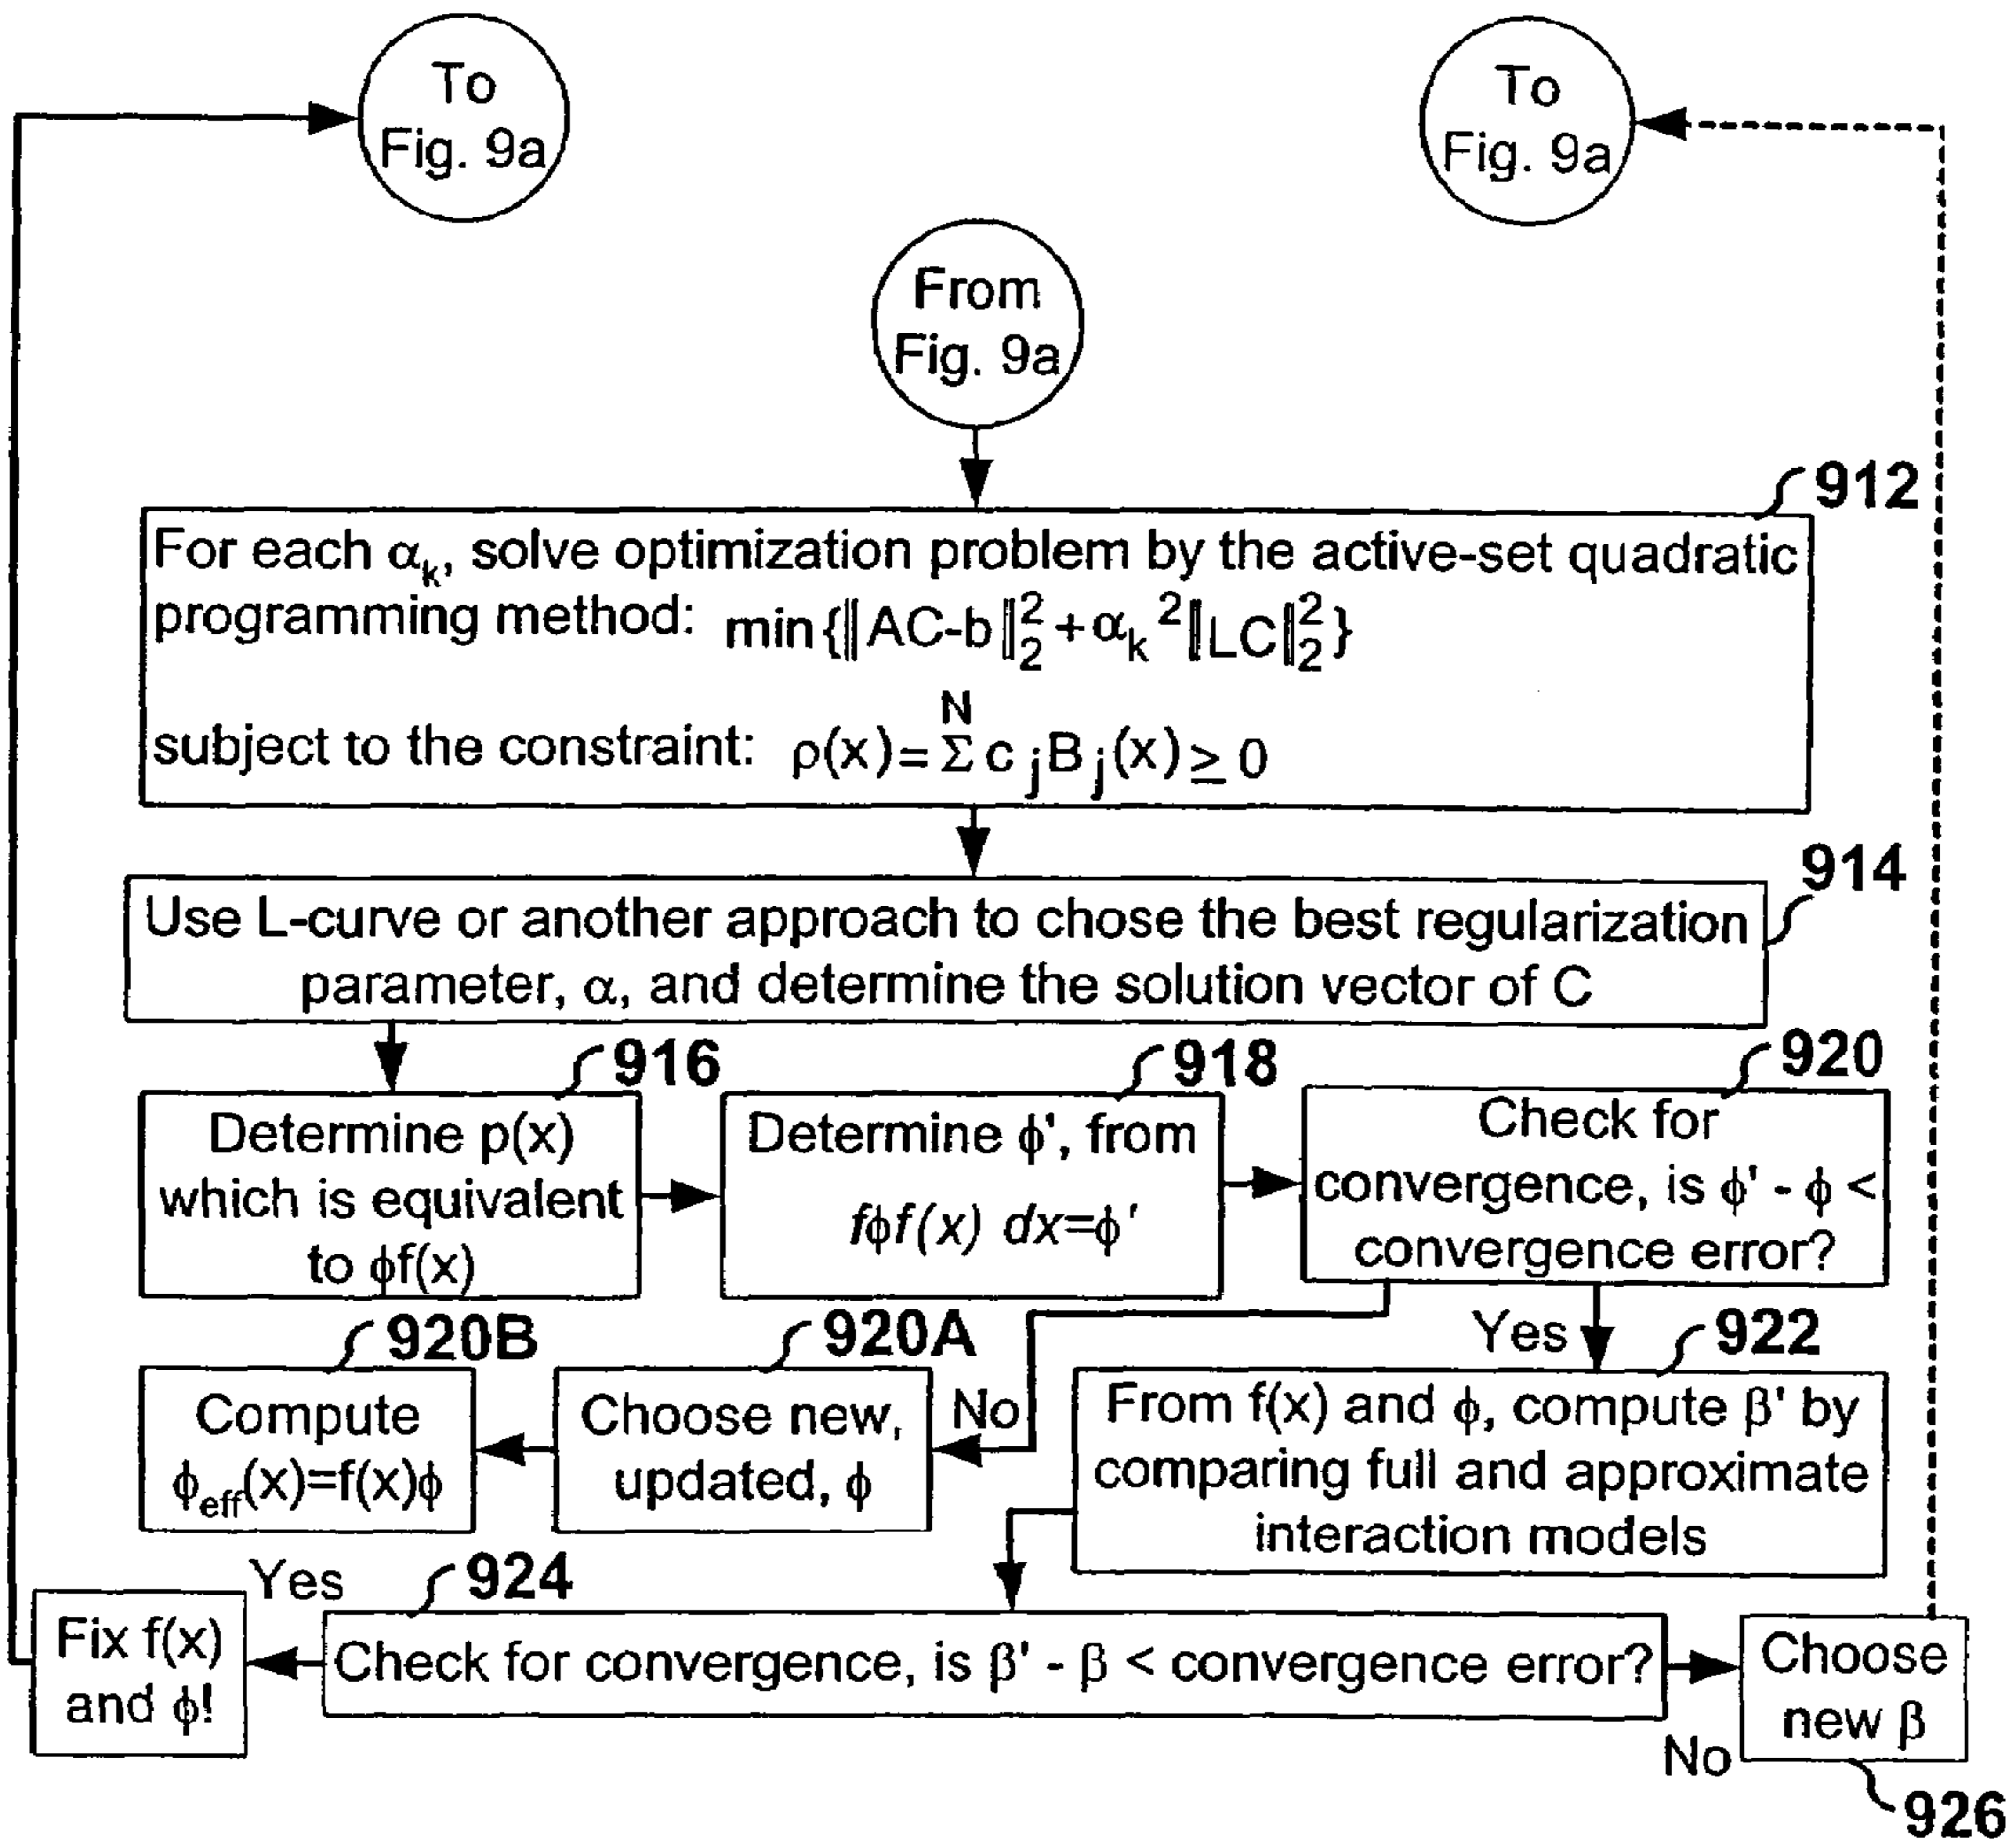 To
Fig. 9a
To
Fig. 9a
From
Fig. 9a
912
For each αk, solve optimization problem by the active-set quadratic
programming method: min{‖AC-b‖₂²+αk²‖LC‖₂²}
N
subject to the constraint: ρ(x)=Σ c j B j (x) ≥ 0
914
Use L-curve or another approach to chose the best regularization
parameter, α, and determine the solution vector of C
916
Determine p(x)
which is equivalent
to ϕf(x)
918
Determine ϕ', from
fϕf(x) dx=ϕ'
920
Check for
convergence, is ϕ' - ϕ <
convergence error?
920B
Compute
ϕeff(x)=f(x)ϕ
920A
Choose new,
updated, ϕ
No
Yes
922
From f(x) and ϕ, compute β' by
comparing full and approximate
interaction models
Yes
924
Fix f(x)
and ϕ!
Check for convergence, is β' - β < convergence error?
Choose
new β
No
926